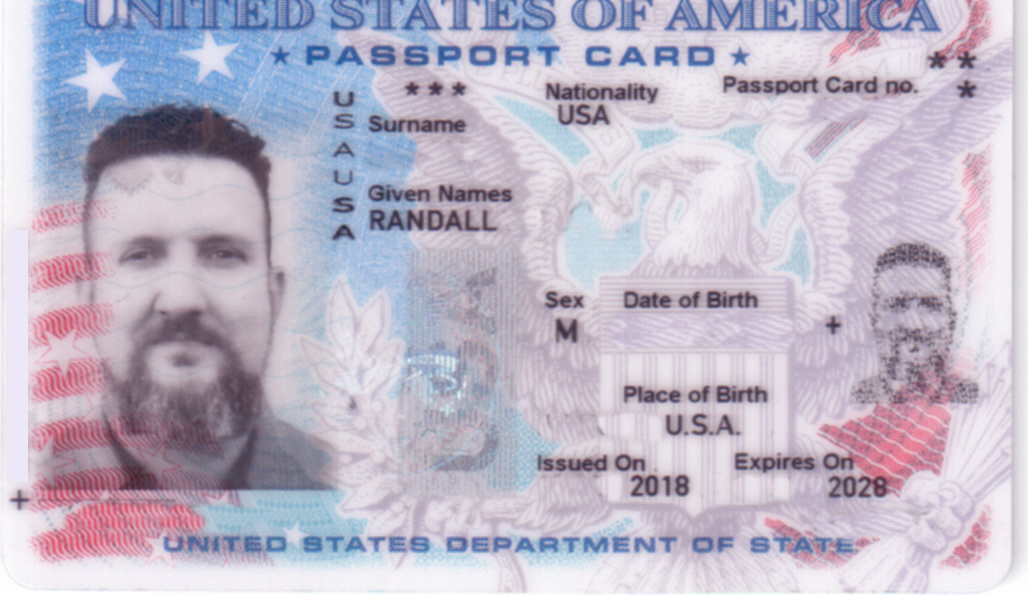 UNITED STATES OF AMERICA
★ PASSPORT CARD ★
USAUSA
***
Nationality
USA
Passport Card no.
**
*
Surname
Given Names
RANDALL
Sex
M
Date of Birth
+
Place of Birth
U.S.A.
Issued On
2018
Expires On
2028
+
UNITED STATES DEPARTMENT OF STATE